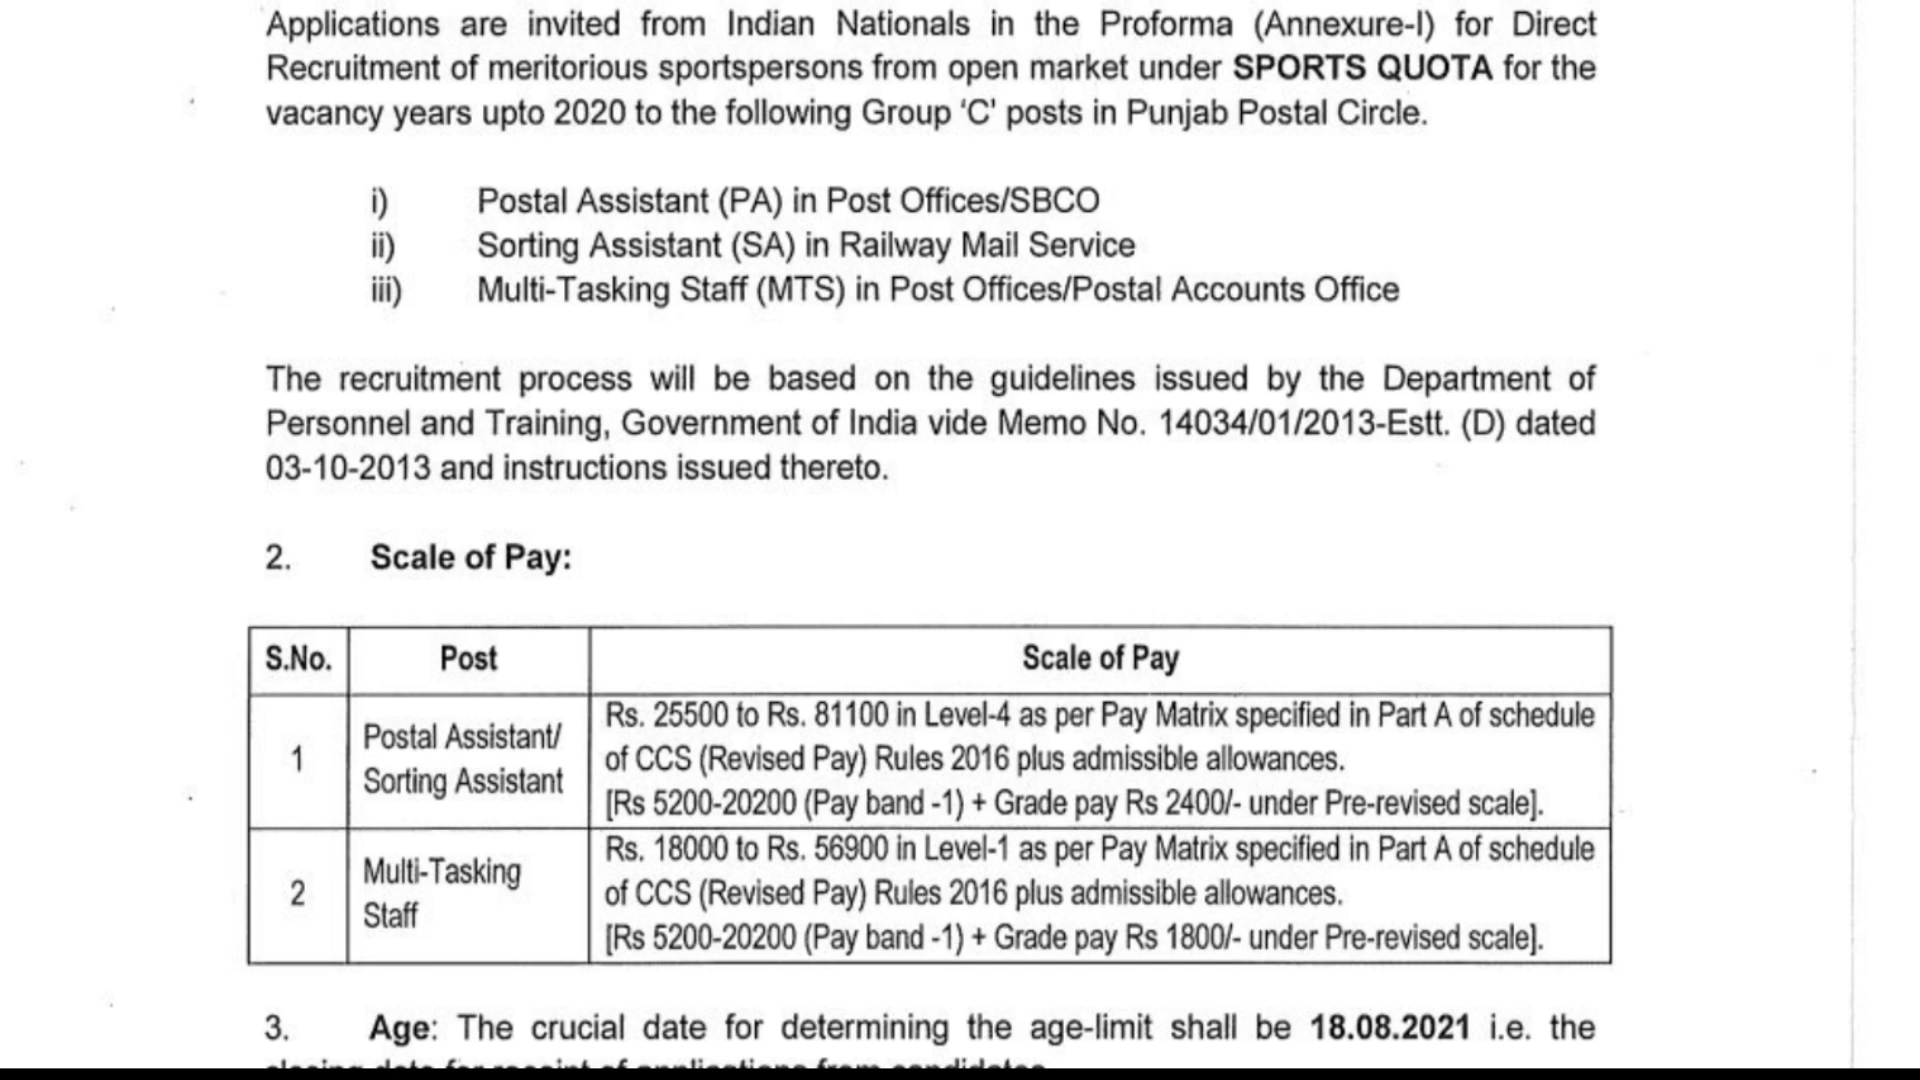 Applications are invited from Indian Nationals in the Proforma (Annexure-I) for Direct
Recruitment of meritorious sportspersons from open market under SPORTS QUOTA for the
vacancy years upto 2020 to the following Group 'C' posts in Punjab Postal Circle.
i) Postal Assistant (PA) in Post Offices/SBCO
ii) Sorting Assistant (SA) in Railway Mail Service
iii) Multi-Tasking Staff (MTS) in Post Offices/Postal Accounts Office
The recruitment process will be based on the guidelines issued by the Department of
Personnel and Training, Government of India vide Memo No. 14034/01/2013-Estt. (D) dated
03-10-2013 and instructions issued thereto.
2. Scale of Pay:
S.No. Post Scale of Pay
1
Postal Assistant/
Sorting Assistant
Rs. 25500 to Rs. 81100 in Level-4 as per Pay Matrix specified in Part A of schedule
of CCS (Revised Pay) Rules 2016 plus admissible allowances.
[Rs 5200-20200 (Pay band -1) + Grade pay Rs 2400/- under Pre-revised scale].
2
Multi-Tasking
Staff
Rs. 18000 to Rs. 56900 in Level-1 as per Pay Matrix specified in Part A of schedule
of CCS (Revised Pay) Rules 2016 plus admissible allowances.
[Rs 5200-20200 (Pay band -1) + Grade pay Rs 1800/- under Pre-revised scale].
3. Age: The crucial date for determining the age-limit shall be 18.08.2021 i.e. the
closing date for receipt of applications from candidates